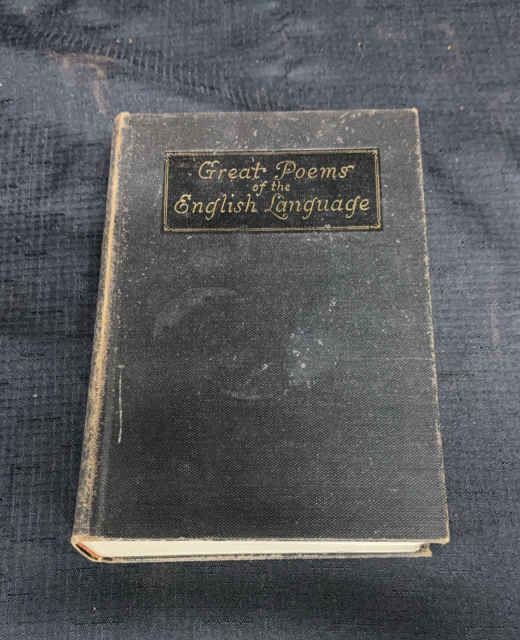 Great Poems
of the
English Language